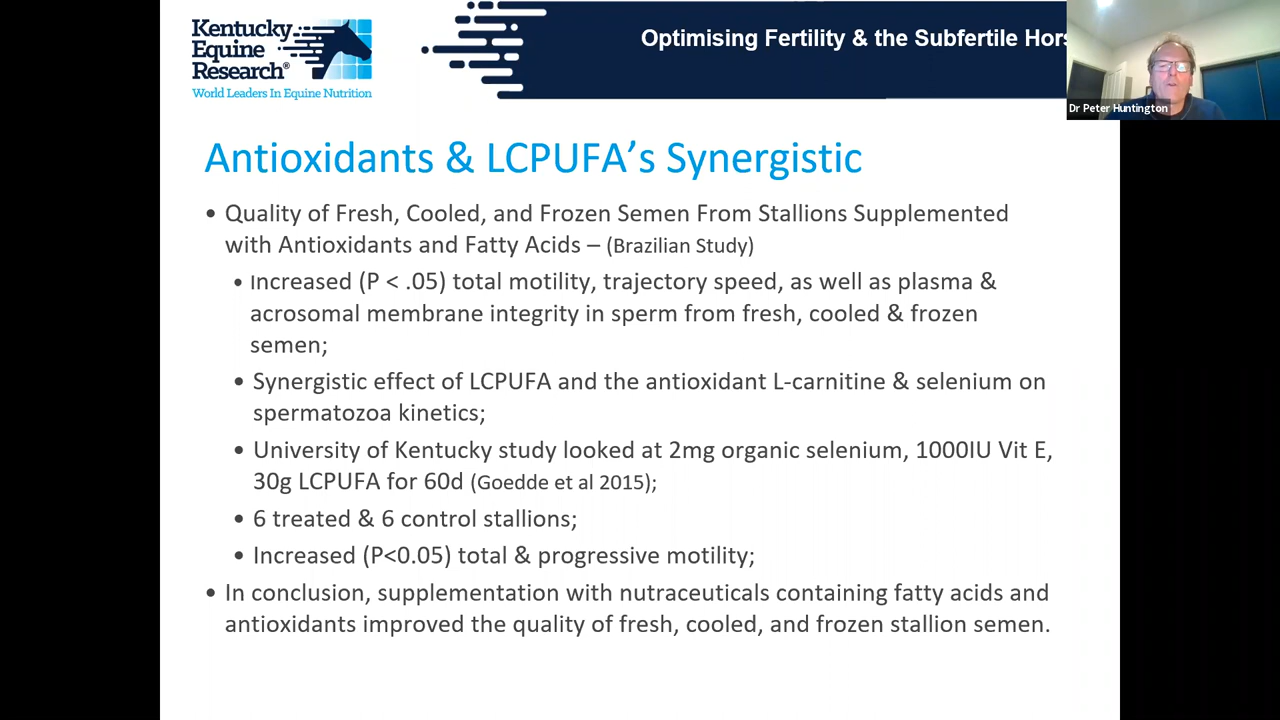 Kentucky
Equine
Research®
World Leaders In Equine Nutrition
Optimising Fertility & the Subfertile Hors
Dr Peter Huntington
Antioxidants & LCPUFA's Synergistic
• Quality of Fresh, Cooled, and Frozen Semen From Stallions Supplemented
with Antioxidants and Fatty Acids – (Brazilian Study)
• Increased (P < .05) total motility, trajectory speed, as well as plasma &
acrosomal membrane integrity in sperm from fresh, cooled & frozen
semen;
• Synergistic effect of LCPUFA and the antioxidant L-carnitine & selenium on
spermatozoa kinetics;
• University of Kentucky study looked at 2mg organic selenium, 1000IU Vit E,
30g LCPUFA for 60d (Goedde et al 2015);
• 6 treated & 6 control stallions;
• Increased (P<0.05) total & progressive motility;
• In conclusion, supplementation with nutraceuticals containing fatty acids and
antioxidants improved the quality of fresh, cooled, and frozen stallion semen.